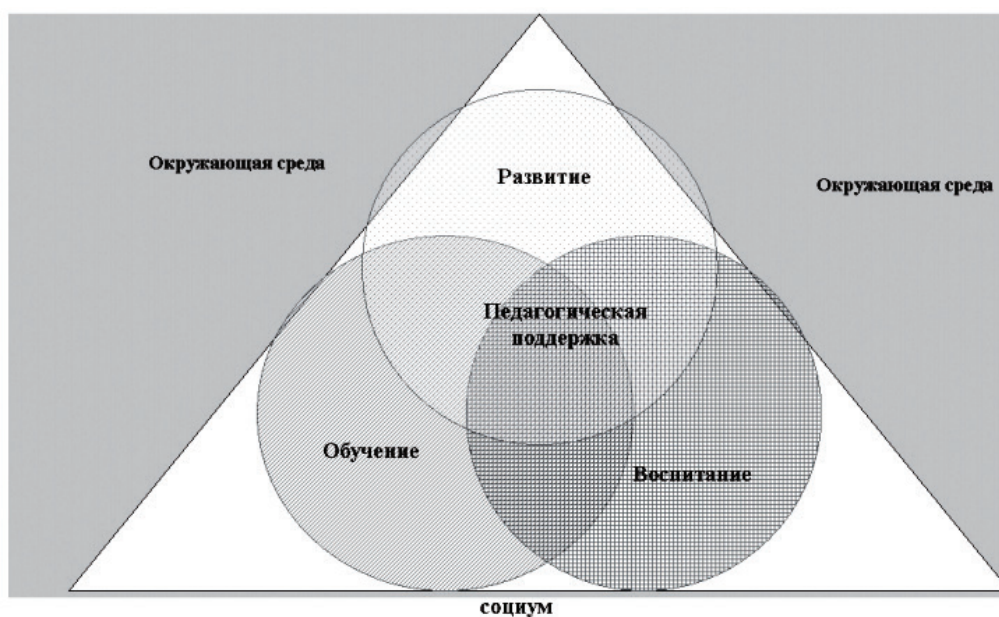 Окружающая среда
Развитие
Окружающая среда
Педагогическая
поддержка
Обучение
Воспитание
социум